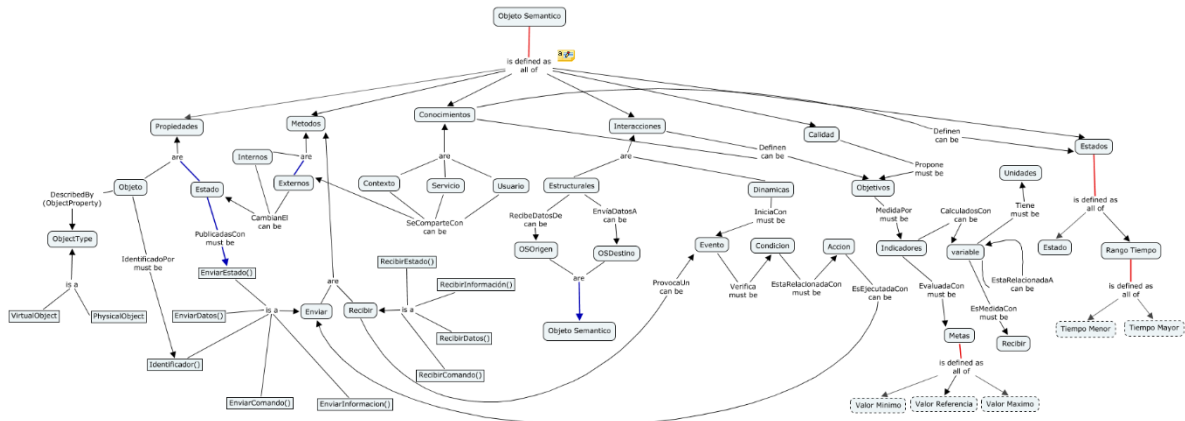 Objeto Semantico
is defined as
all of
Propiedades
Metodos
Conocimientos
Interacciones
Calidad
Definen
can be
Estados
are
Internos
are
Definen
can be
Propone
must be
Unidades
Objeto
Estado
Externos
are
Contexto
Servicio
Usuario
are
Estructurales
Dinamicas
Objetivos
DescribedBy
(ObjectProperty)
CambianEl
can be
SeComparteCon
can be
RecibeDatosDe
can be
EnvíaDatosA
can be
IniciaCon
must be
MedidaPor
must be
CalculadosCon
can be
Tiene
must be
is defined as
all of
ObjectType
PublicadasCon
must be
OSOrigen
OSDestino
Evento
Condicion
Accion
Indicadores
variable
Estado
Rango Tiempo
IdentificadoPor
must be
EnviarEstado()
RecibirEstado()
RecibirInformación()
are
ProvocaUn
can be
Verifica
must be
EstaRelacionadaCon
must be
EsEjecutadaCon
can be
EvaluadaCon
must be
EstaRelacionadaA
can be
is a
is defined as
all of
VirtualObject
PhysicalObject
EnviarDatos()
is a
Enviar
are
Recibir
is a
EsMedidaCon
must be
Objeto Semantico
Tiempo Menor
Tiempo Mayor
RecibirDatos()
Metas
Recibir
Identificador()
RecibirComando()
is defined as
all of
EnviarComando()
EnviarInformacion()
Valor Minimo
Valor Referencia
Valor Maximo